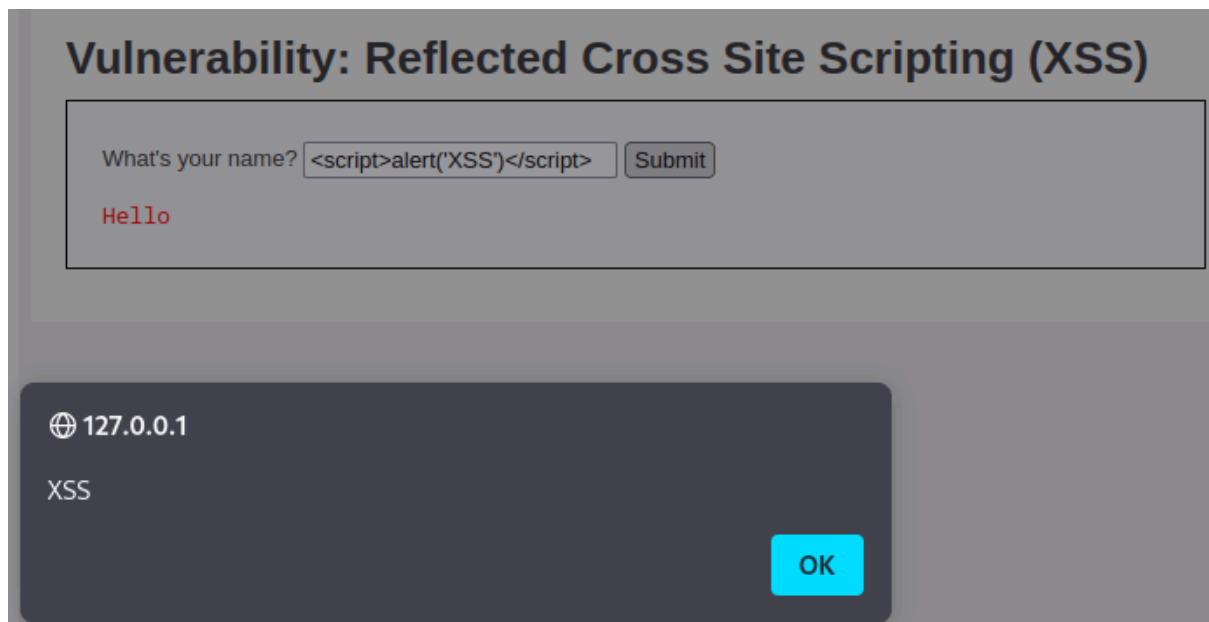 Vulnerability: Reflected Cross Site Scripting (XSS)
What's your name? <script>alert('XSS')</script> Submit
Hello
127.0.0.1
XSS
OK